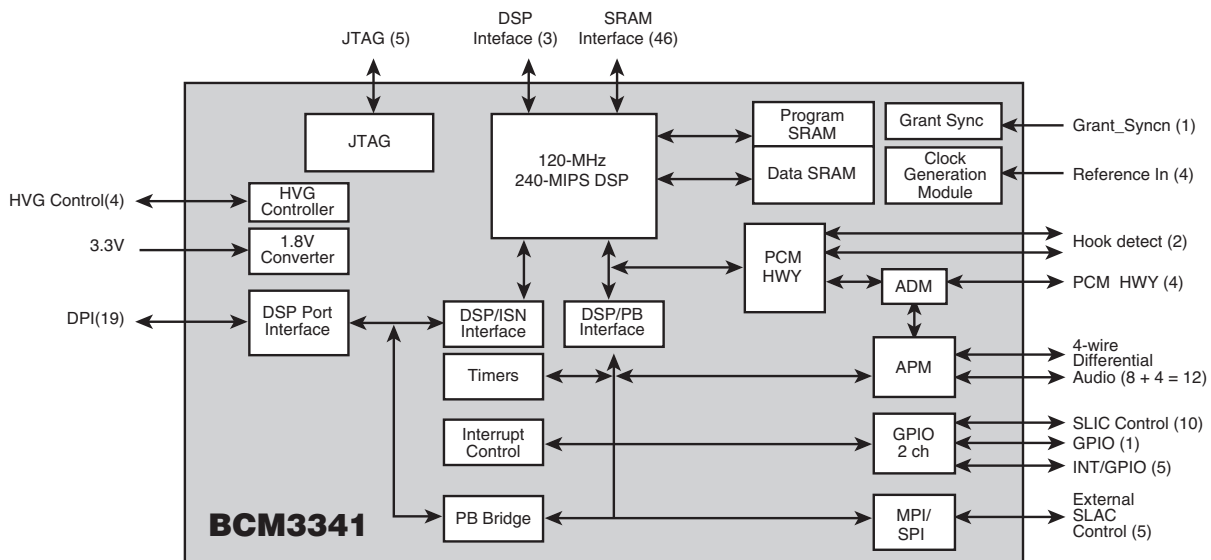 DSP
Inteface (3)
SRAM
Interface (46)
JTAG (5)
JTAG
120-MHz
240-MIPS DSP
Program
SRAM
Data SRAM
Grant Sync
Clock
Generation
Module
Grant_Syncn (1)
Reference In (4)
HVG Control(4)
HVG
Controller
3.3V
1.8V
Converter
DPI(19)
DSP Port
Interface
DSP/ISN
Interface
DSP/PB
Interface
PCM
HWY
Hook detect (2)
ADM
PCM HWY (4)
Timers
APM
4-wire
Differential
Audio (8 + 4 = 12)
Interrupt
Control
GPIO
2 ch
SLIC Control (10)
GPIO (1)
INT/GPIO (5)
BCM3341
PB Bridge
MPI/
SPI
External
SLAC
Control (5)